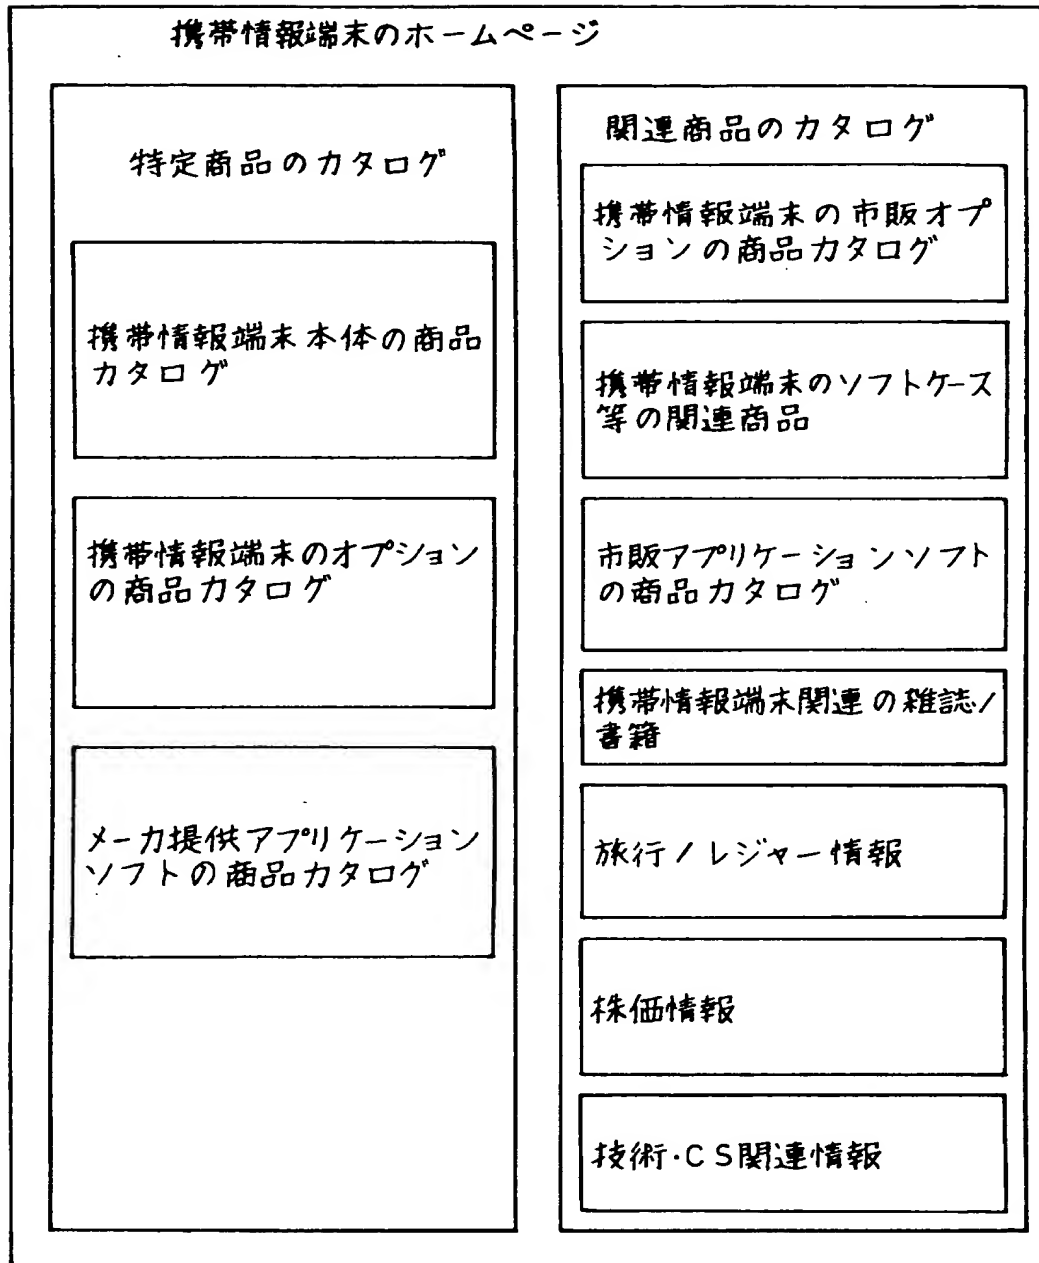 携帯情報端末のホームページ
特定商品のカタログ
携帯情報端末本体の商品
カタログ
携帯情報端末のオプション
の商品カタログ
メーカ提供アプリケーション
ソフトの商品カタログ
関連商品のカタログ
携帯情報端末の市販オプ
ションの商品カタログ
携帯情報端末のソフトケース
等の関連商品
市販アプリケーションソフト
の商品カタログ
携帯情報端末関連の雑誌/
書籍
旅行/レジャー情報
株価情報
技術・CS関連情報